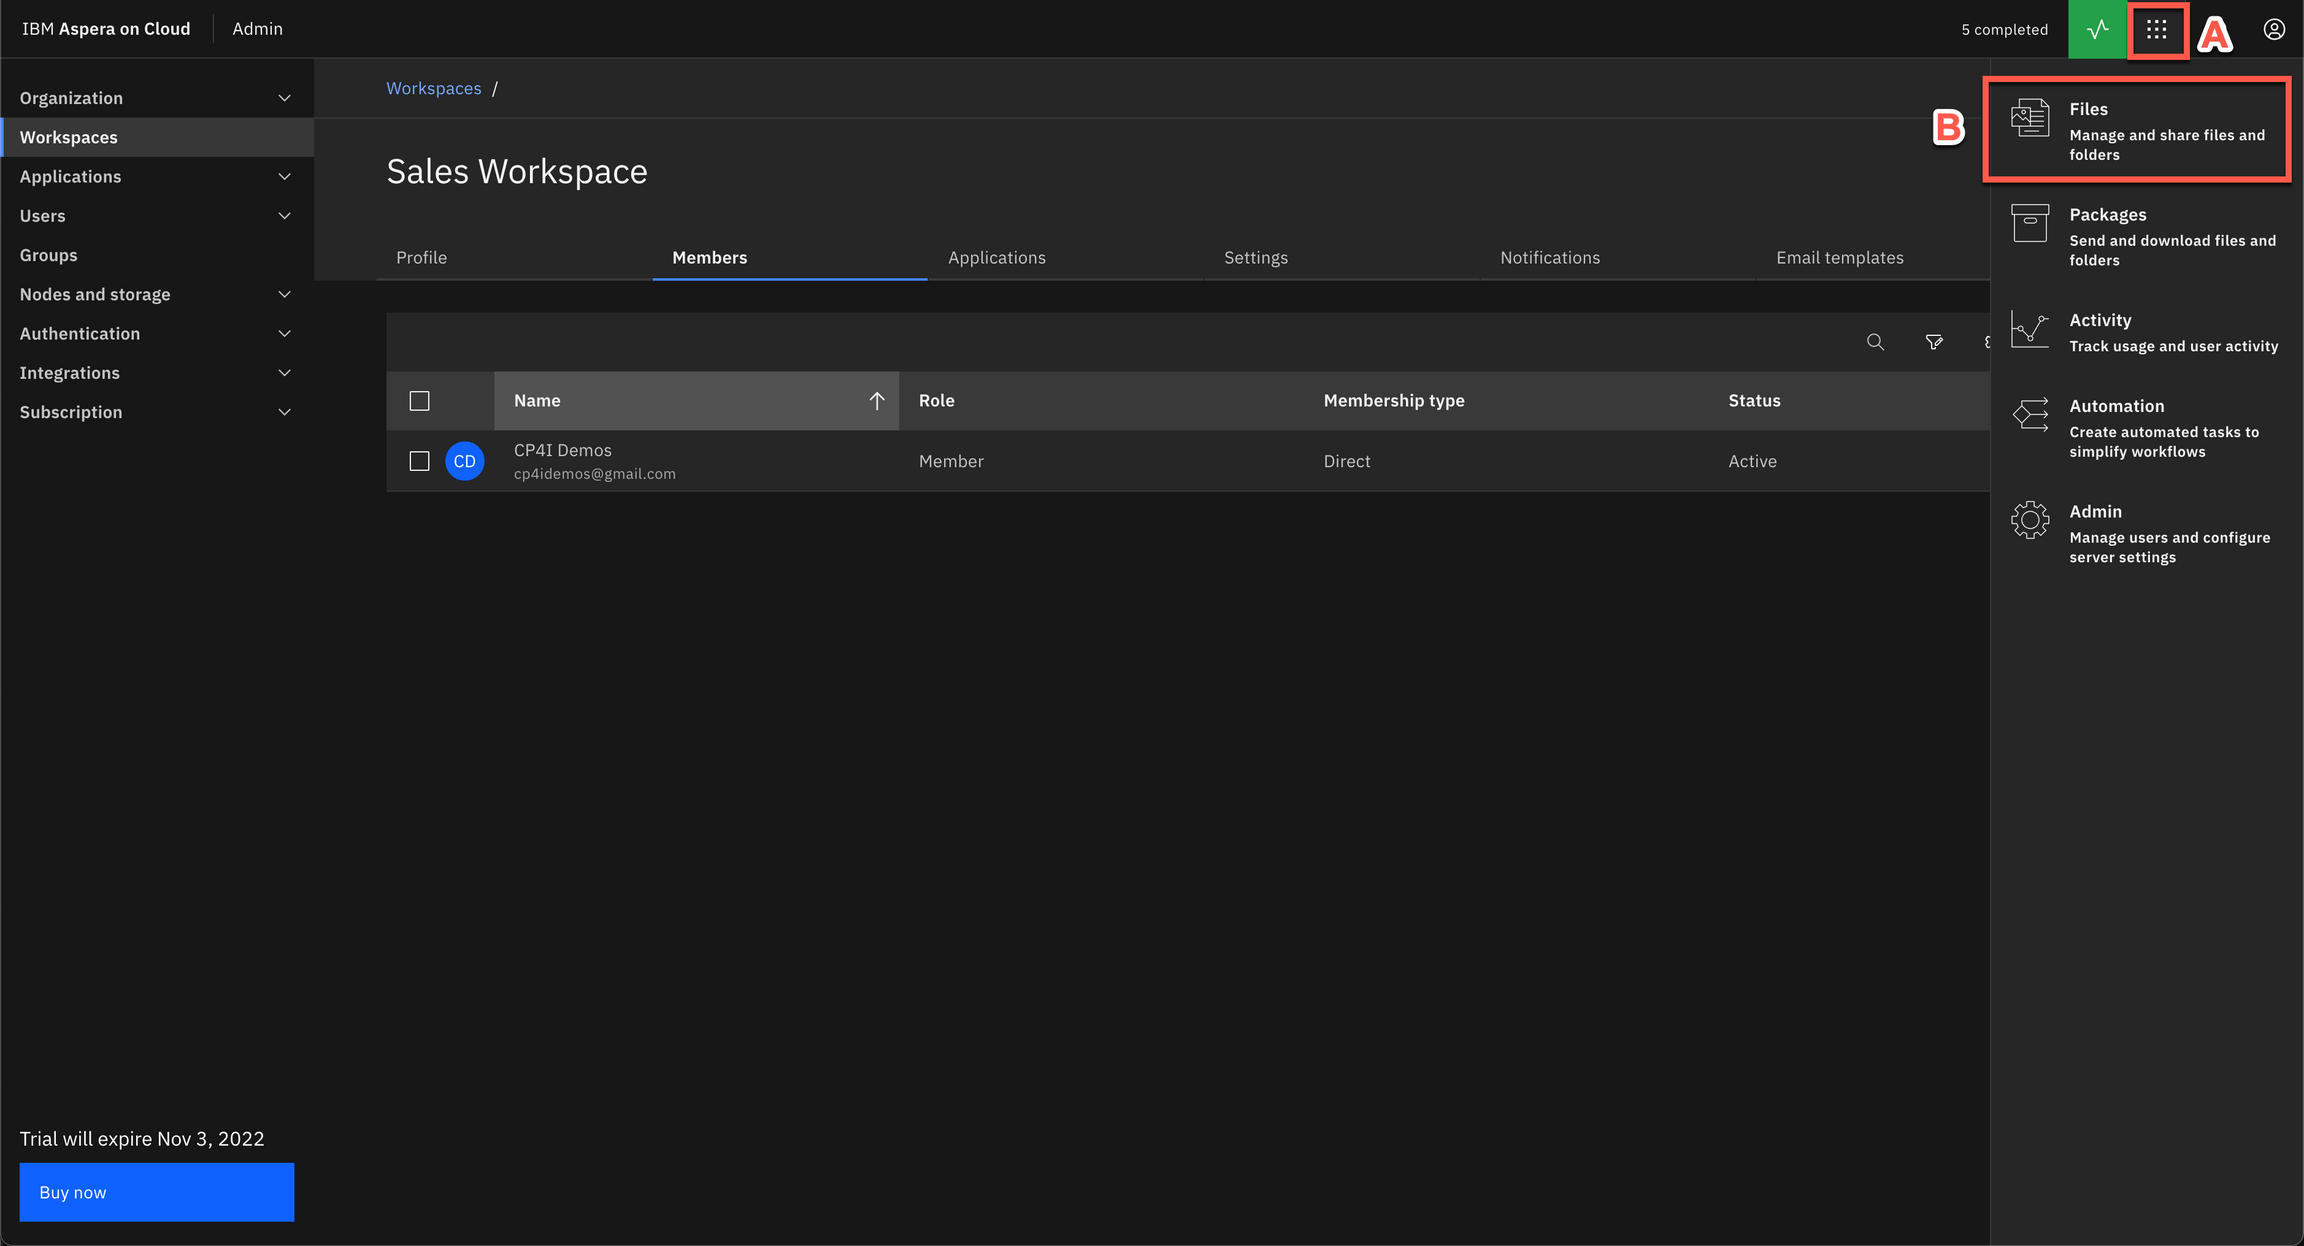 IBM Aspera on Cloud Admin 5 completed A
Organization
Workspaces
Applications
Users
Groups
Nodes and storage
Authentication
Integrations
Subscription
Trial will expire Nov 3, 2022
Buy now
Workspaces /
Sales Workspace
Profile Members Applications Settings Notifications Email templates
Name Role Membership type Status
CD CP4I Demos Member Direct Active
cp4idemos@gmail.com
B
Files
Manage and share files and
folders
Packages
Send and download files and
folders
Activity
Track usage and user activity
Automation
Create automated tasks to
simplify workflows
Admin
Manage users and configure
server settings